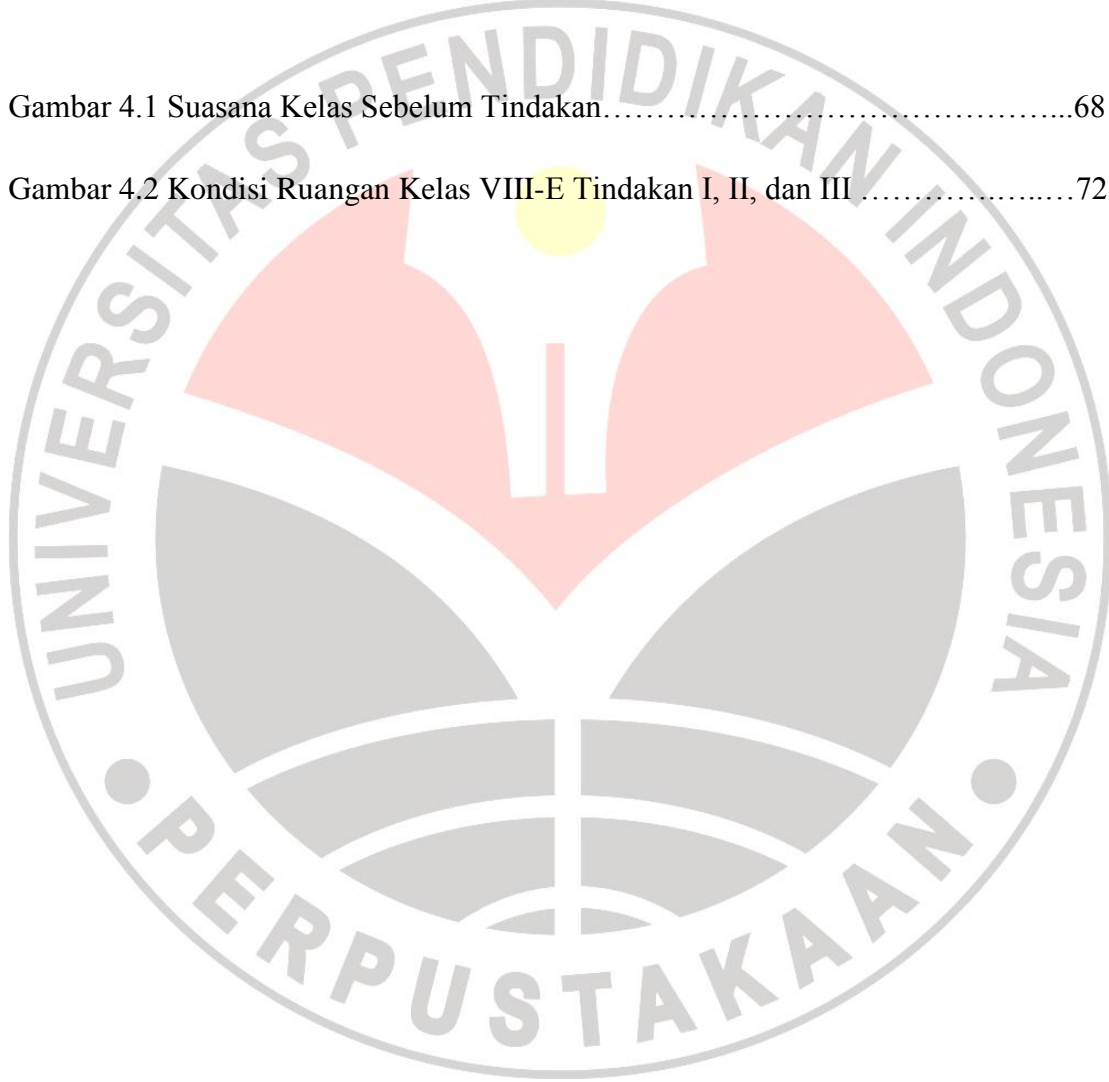 Gambar 4.1 Suasana Kelas Sebelum Tindakan……………………………………...68
Gambar 4.2 Kondisi Ruangan Kelas VIII-E Tindakan I, II, dan III ………….…..…72
UNIVERSITAS PENDIDIKAN INDONESIA
PERPUSTAKAAN